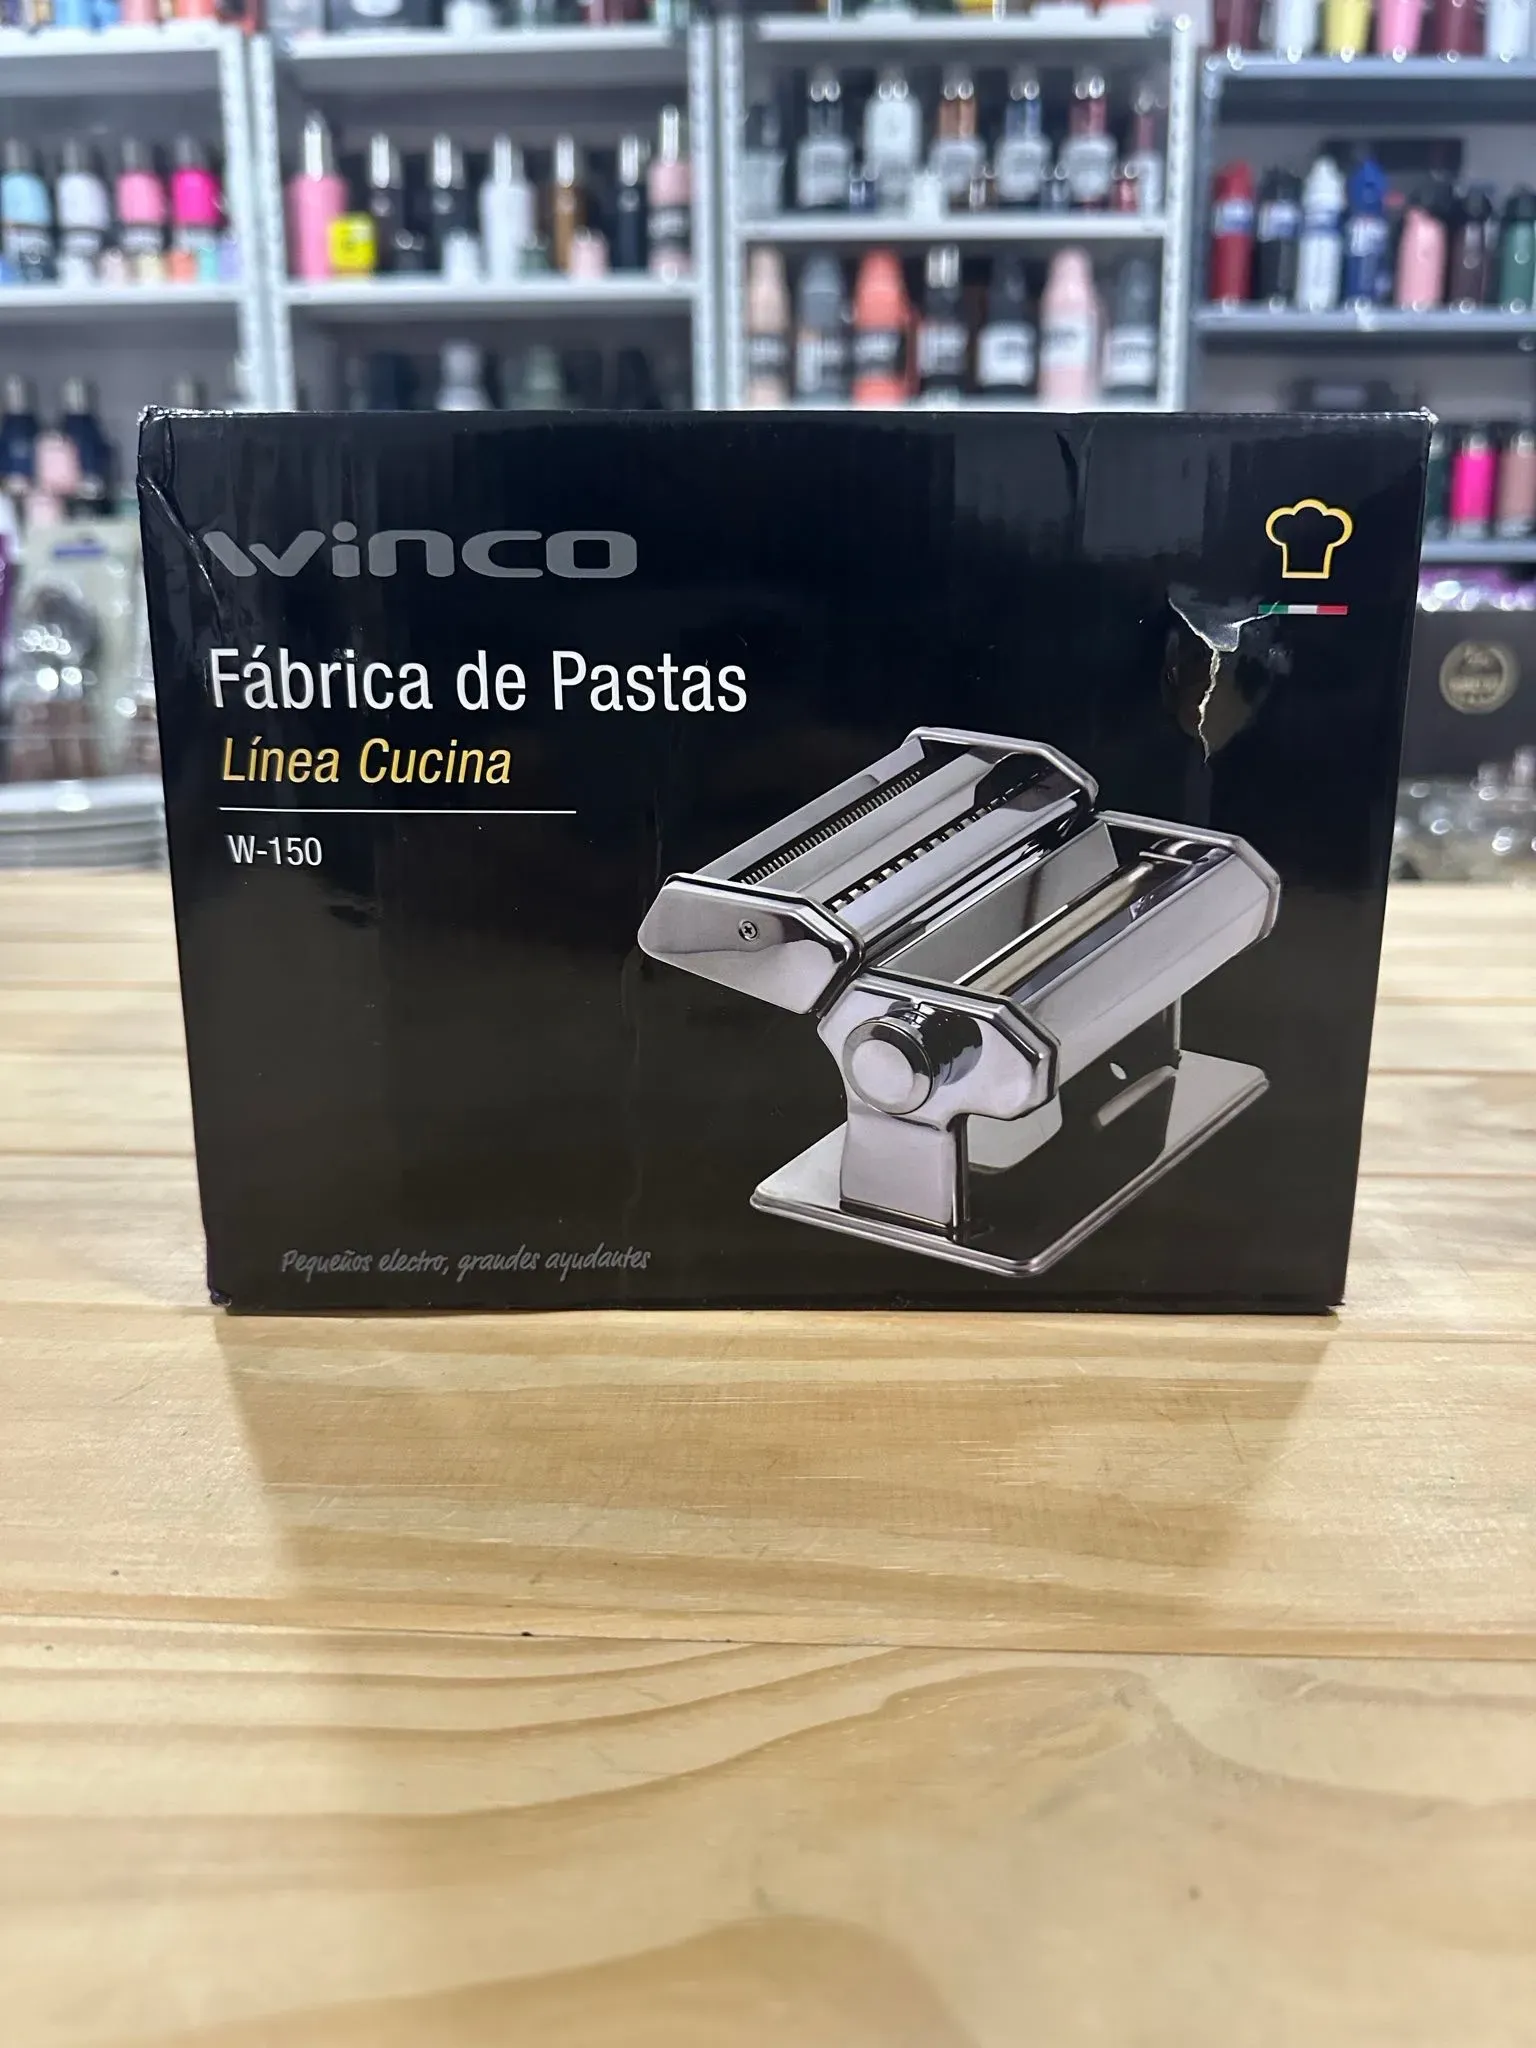 winco
Fábrica de Pastas
Línea Cucina
W-150
Pequeños electro, grandes ayudantes